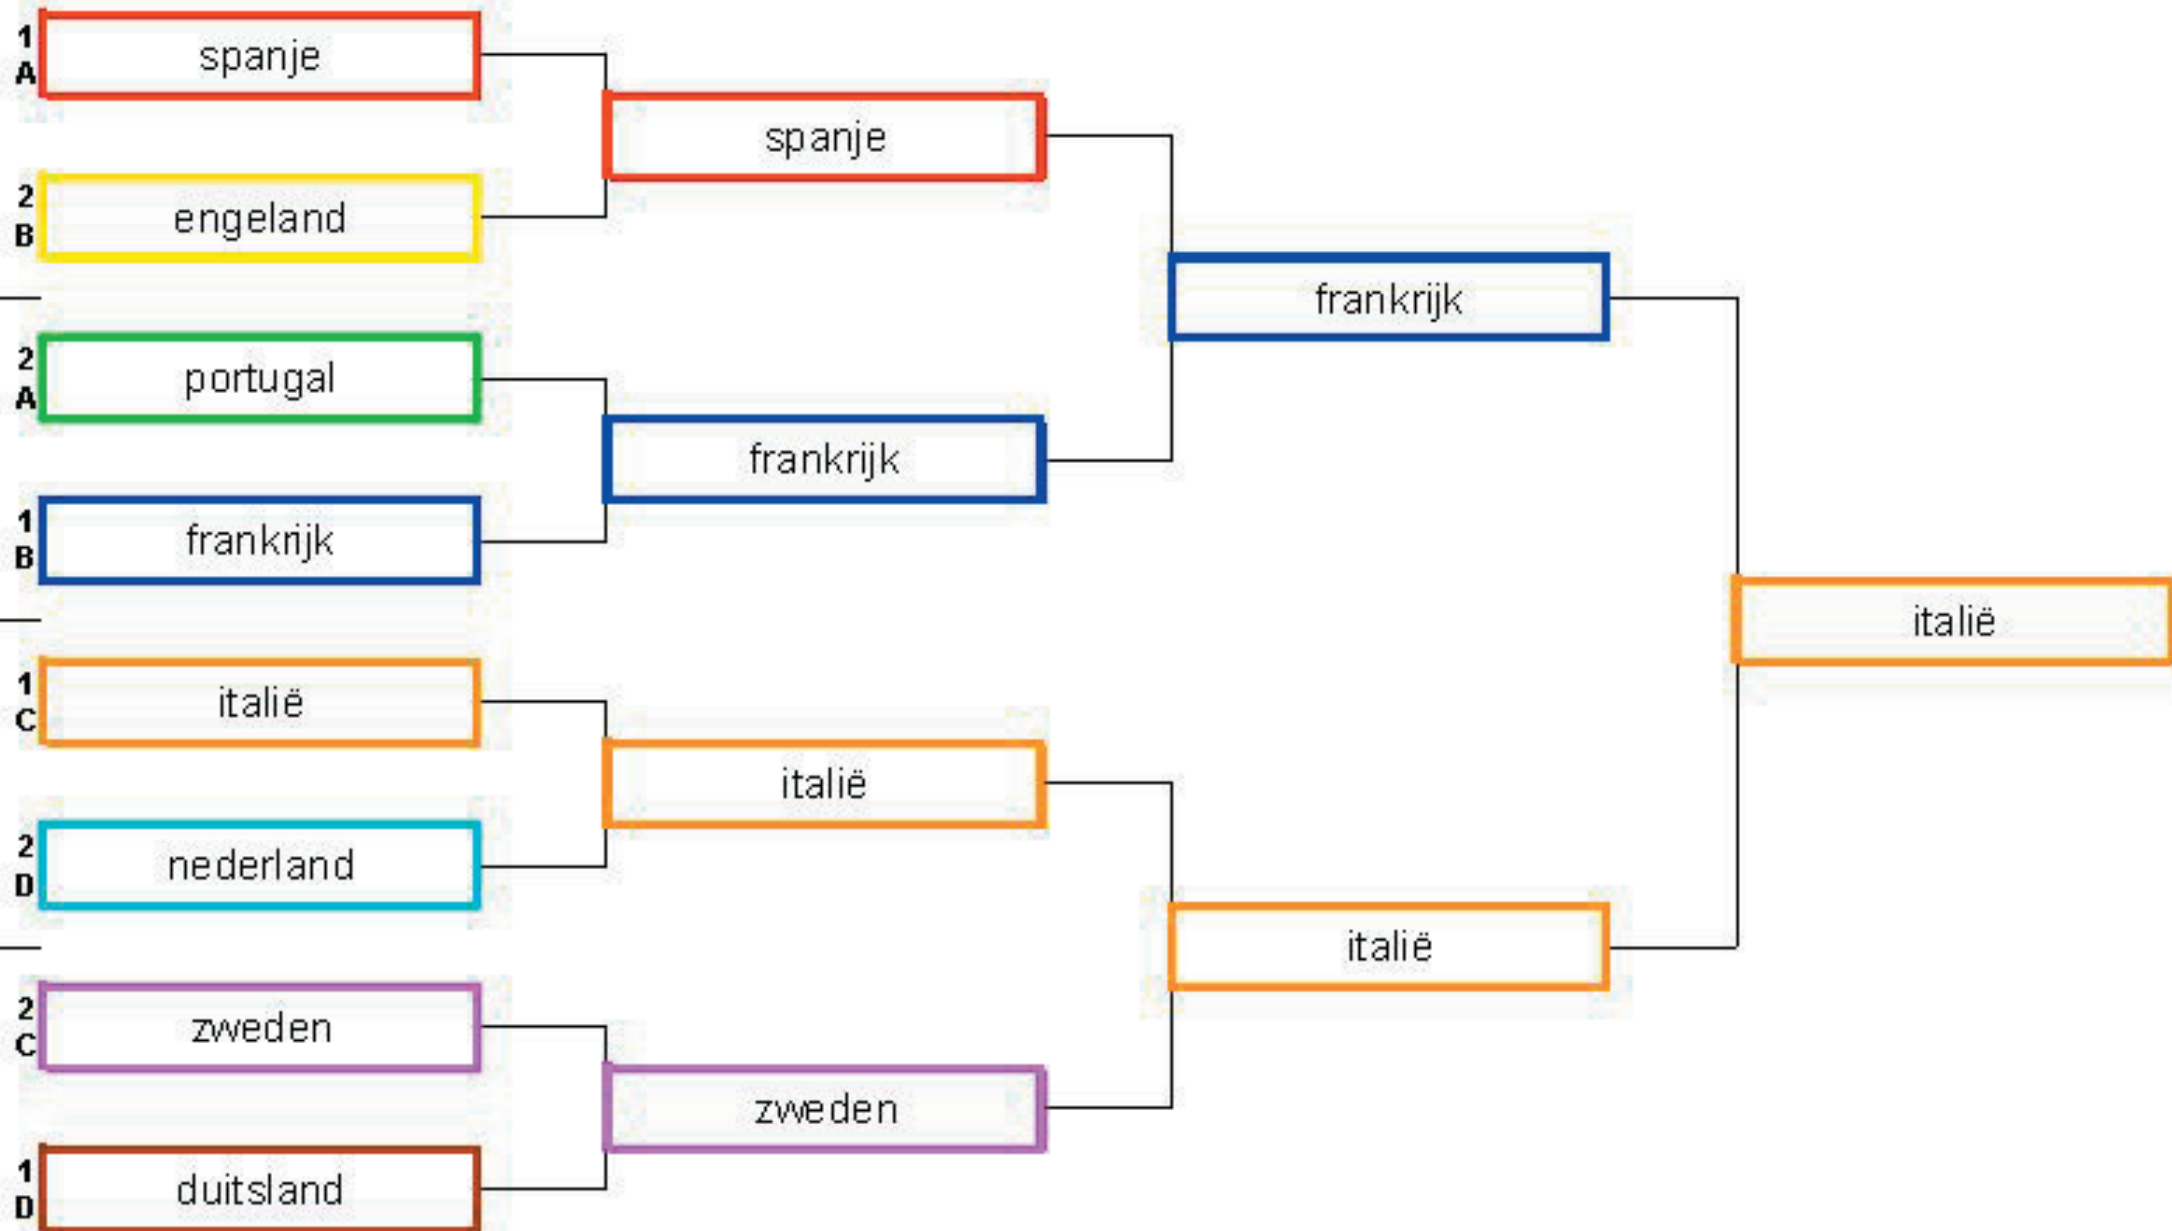 1
A
spanje
spanje
2
B
engeland
frankrijk
2
A
portugal
frankrijk
1
B
frankrijk
italië
1
C
italië
italië
2
D
nederland
italië
2
C
zweden
zweden
1
D
duitsland